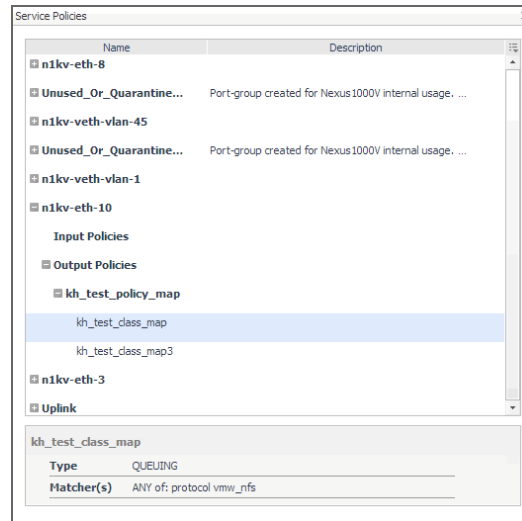 Service Policies
Name Description
n1kv-eth-8
Unused_Or_Quarantine... Port-group created for Nexus1000V internal usage. ...
n1kv-veth-vlan-45
Unused_Or_Quarantine... Port-group created for Nexus1000V internal usage. ...
n1kv-veth-vlan-1
n1kv-eth-10
Input Policies
Output Policies
kh_test_policy_map
kh_test_class_map
kh_test_class_map3
n1kv-eth-3
Uplink
kh_test_class_map
Type QUEUING
Matcher(s) ANY of: protocol vmw_nfs